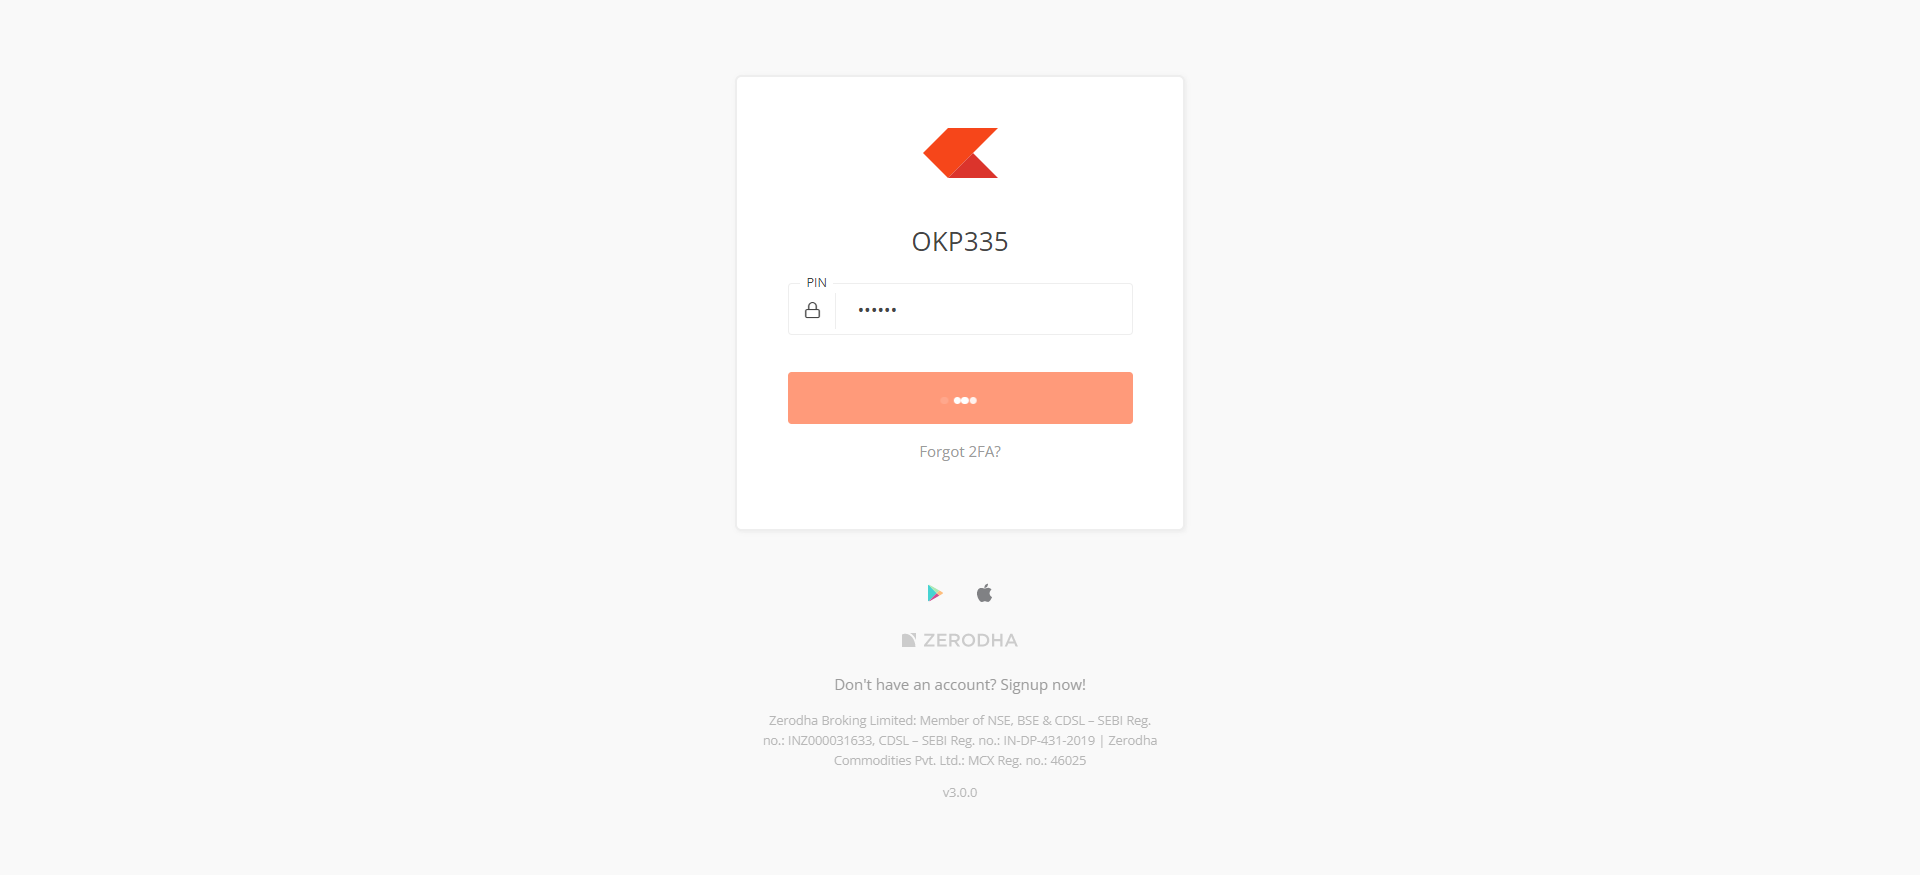 OKP335
PIN
••••••
Forgot 2FA?
ZERODHA
Don't have an account? Signup now!
Zerodha Broking Limited: Member of NSE, BSE & CDSL – SEBI Reg.
no.: INZ000031633, CDSL – SEBI Reg. no.: IN-DP-431-2019 | Zerodha
Commodities Pvt. Ltd.: MCX Reg. no.: 46025
v3.0.0